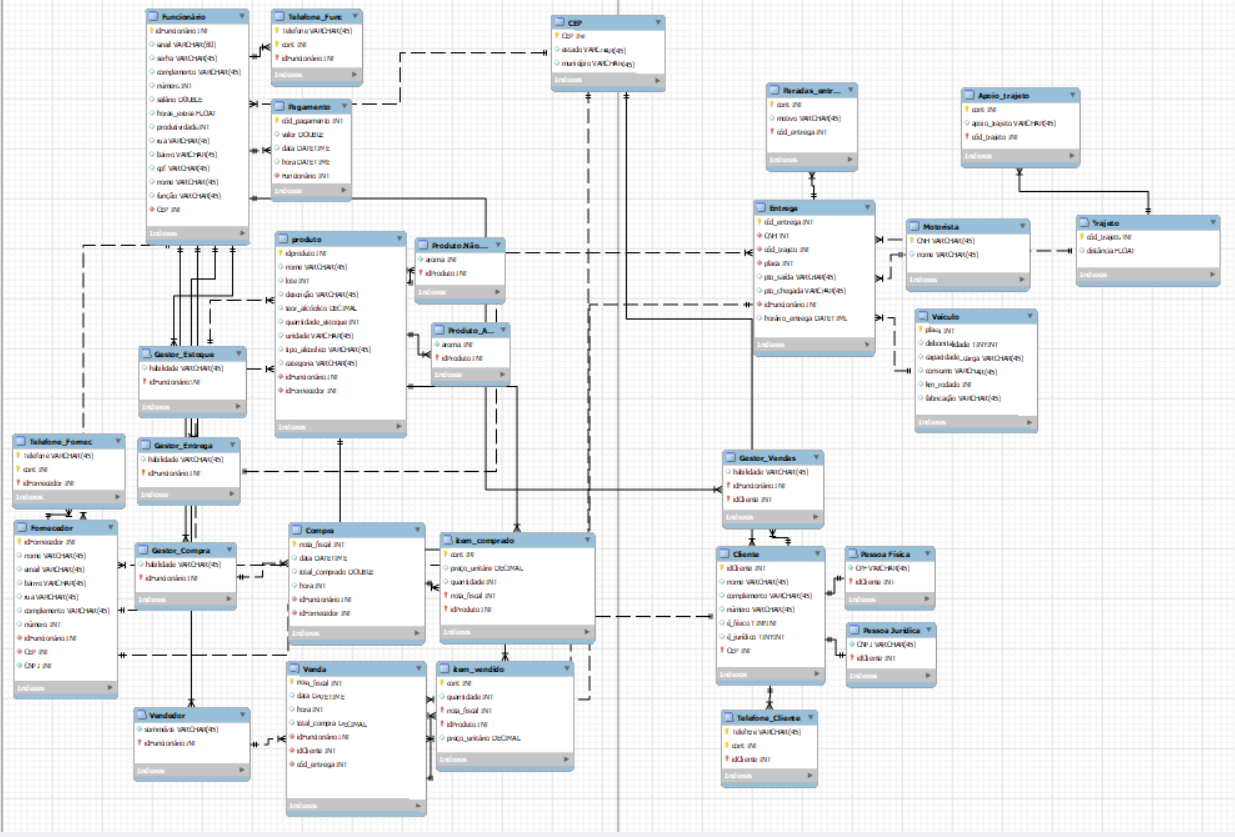 Funcionário
idFuncionário INT
email VARCHAR(80)
senha VARCHAR(45)
complemento VARCHAR(45)
número INT
salário DOUBLE
horas_extras FLOAT
produtividade INT
rua VARCHAR(45)
bairro VARCHAR(45)
cpf VARCHAR(45)
nome VARCHAR(45)
função VARCHAR(45)
CEP INT
Indexes
Telefone_Func
Telefone VARCHAR(45)
cont INT
idFuncionário INT
Indexes
Pagamento
cód_pagamento INT
valor DOUBLE
data DATETIME
hora DATETIME
Funcionário INT
Indexes
CEP
CEP INT
estado VARCHAR(45)
município VARCHAR(45)
Indexes
Paradas_entr...
cont INT
motivo VARCHAR(45)
cód_entrega INT
Indexes
Apoio_trajeto
cont INT
apoio_trajeto VARCHAR(45)
cód_trajeto INT
Indexes
produto
idproduto INT
nome VARCHAR(45)
lote INT
descrição VARCHAR(45)
teor_alcóolico DECIMAL
quantidade_estoque INT
unidade VARCHAR(45)
tipo_alcoolico VARCHAR(45)
categoria VARCHAR(45)
idFuncionário INT
idFornecedor INT
Indexes
Produto.Não....
aroma INT
idProduto INT
Indexes
Produto_A...
aroma INT
idProduto INT
Indexes
Entrega
cód_entrega INT
CNH INT
cód_trajeto INT
placa INT
pto_saída VARCHAR(45)
pto_chegada VARCHAR(45)
idFuncionário INT
horário_entrega DATETIME
Indexes
Motorista
CNH VARCHAR(45)
nome VARCHAR(45)
Indexes
Trajeto
cód_trajeto INT
distância FLOAT
Indexes
Veículo
placa INT
TINYINT
capacidade_carga VARCHAR(45)
consumo VARCHAR(45)
km_rodado INT
fabricação VARCHAR(45)
Indexes
Gestor_Estoque
habilidade VARCHAR(45)
idFuncionário INT
Indexes
Telefone_Fornec
Telefone VARCHAR(45)
cont INT
idFornecedor INT
Indexes
Gestor_Entrega
habilidade VARCHAR(45)
idFuncionário INT
Indexes
Gestor_Vendas
habilidade VARCHAR(45)
idFuncionário INT
idCliente INT
Indexes
Fornecedor
idFornecedor INT
nome VARCHAR(45)
email VARCHAR(45)
bairro VARCHAR(45)
rua VARCHAR(45)
complemento VARCHAR(45)
número INT
idFuncionário INT
CEP INT
CNPJ INT
Indexes
Gestor_Compra
habilidade VARCHAR(45)
idFuncionário INT
Indexes
Compra
nota_fiscal INT
data DATETIME
total_comprado DOUBLE
hora INT
idFuncionário INT
idFornecedor INT
Indexes
item_comprado
cont INT
preço_unitário DECIMAL
quantidade INT
nota_fiscal INT
idProduto INT
Indexes
Cliente
idCliente INT
nome VARCHAR(45)
complemento VARCHAR(45)
número VARCHAR(45)
é_físico TINYINT
é_jurídico TINYINT
CEP INT
Indexes
Pessoa Física
CPF VARCHAR(45)
idCliente INT
Indexes
Pessoa Jurídica
CNPJ VARCHAR(45)
idCliente INT
Indexes
Venda
nota_fiscal INT
data DATETIME
hora INT
total_compra DECIMAL
idFuncionário INT
idCliente INT
cód_entrega INT
Indexes
item_vendido
cont INT
quantidade INT
nota_fiscal INT
idProduto INT
preço_unitário DECIMAL
Indexes
Vendedor
VARCHAR(45)
idFuncionário INT
Indexes
Telefone_Cliente
Telefone VARCHAR(45)
cont INT
idCliente INT
Indexes